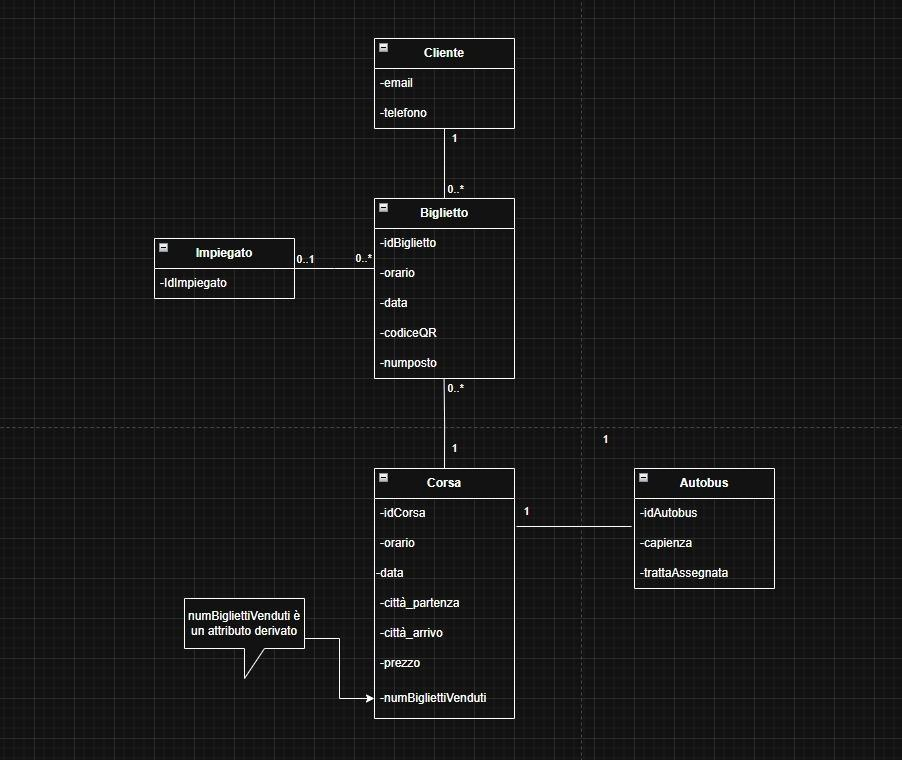 Cliente
-email
-telefono
1
0..*
Biglietto
-idBiglietto
-orario
-data
-codiceQR
-numposto
Impiegato
-IdImpiegato
0..1
0..*
0..*
1
1
Corsa
-idCorsa
-orario
-data
-città_partenza
-città_arrivo
-prezzo
-numBigliettiVenduti
1
Autobus
-idAutobus
-capienza
-trattaAssegnata
numBigliettiVenduti è
un attributo derivato